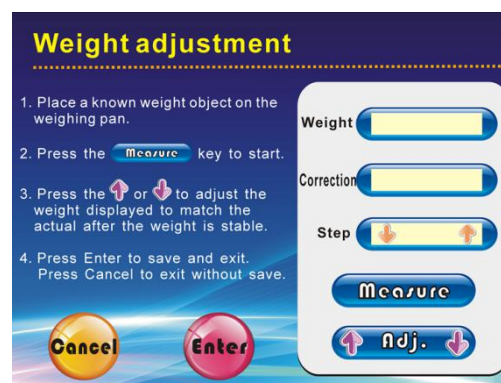 Weight adjustment
1. Place a known weight object on the
weighing pan.
2. Press the Measure key to start.
3. Press the or to adjust the
weight displayed to match the
actual after the weight is stable.
4. Press Enter to save and exit.
Press Cancel to exit without save.
Cancel
Enter
Weight
Correction
Step
Measure
Adj.